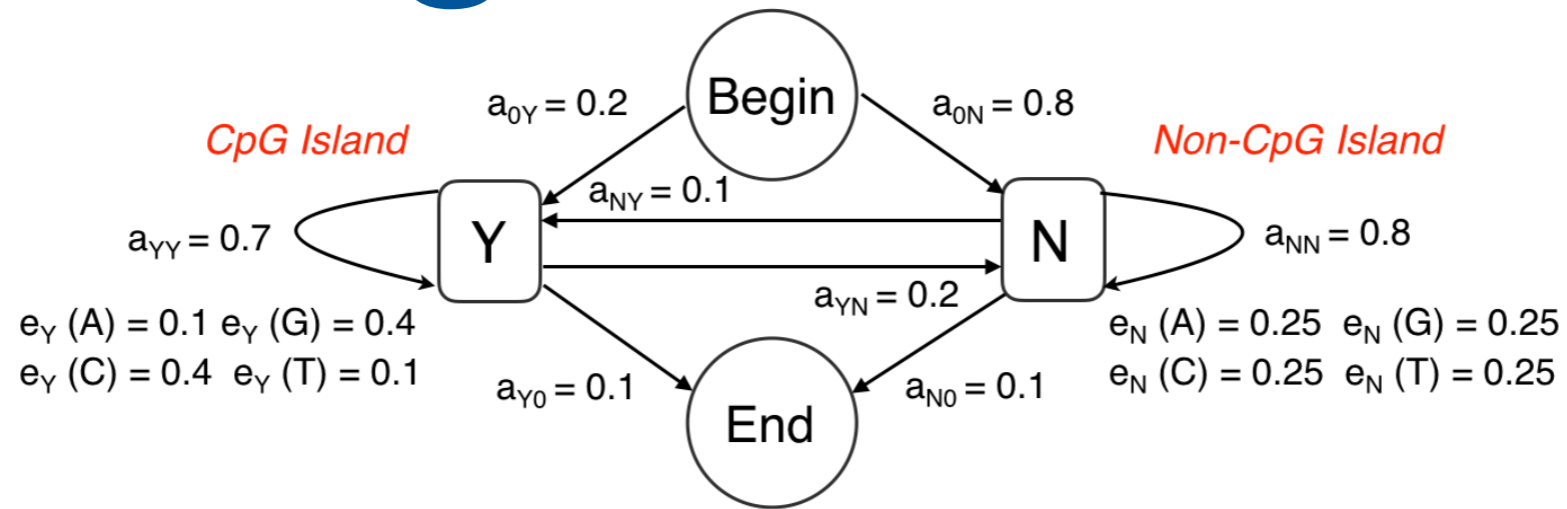 Begin
a0Y = 0.2
a0N = 0.8
CpG Island
Non-CpG Island
aNY = 0.1
aYY = 0.7
Y
N
aNN = 0.8
aYN = 0.2
eY (A) = 0.1 eY (G) = 0.4
eY (C) = 0.4 eY (T) = 0.1
eN (A) = 0.25 eN (G) = 0.25
eN (C) = 0.25 eN (T) = 0.25
aY0 = 0.1
aN0 = 0.1
End